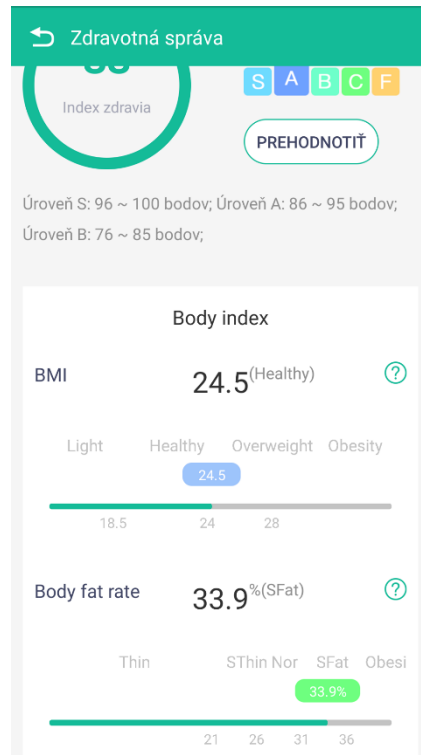 Zdravotná správa
Index zdravia
S A B C F
PREHODNOTIŤ
Úroveň S: 96 ~ 100 bodov; Úroveň A: 86 ~ 95 bodov;
Úroveň B: 76 ~ 85 bodov;
Body index
BMI 24.5 (Healthy) ?
Light Healthy Overweight Obesity
24.5
18.5 24 28
Body fat rate 33.9 %(SFat) ?
Thin SThin Nor SFat Obesi
33.9%
21 26 31 36